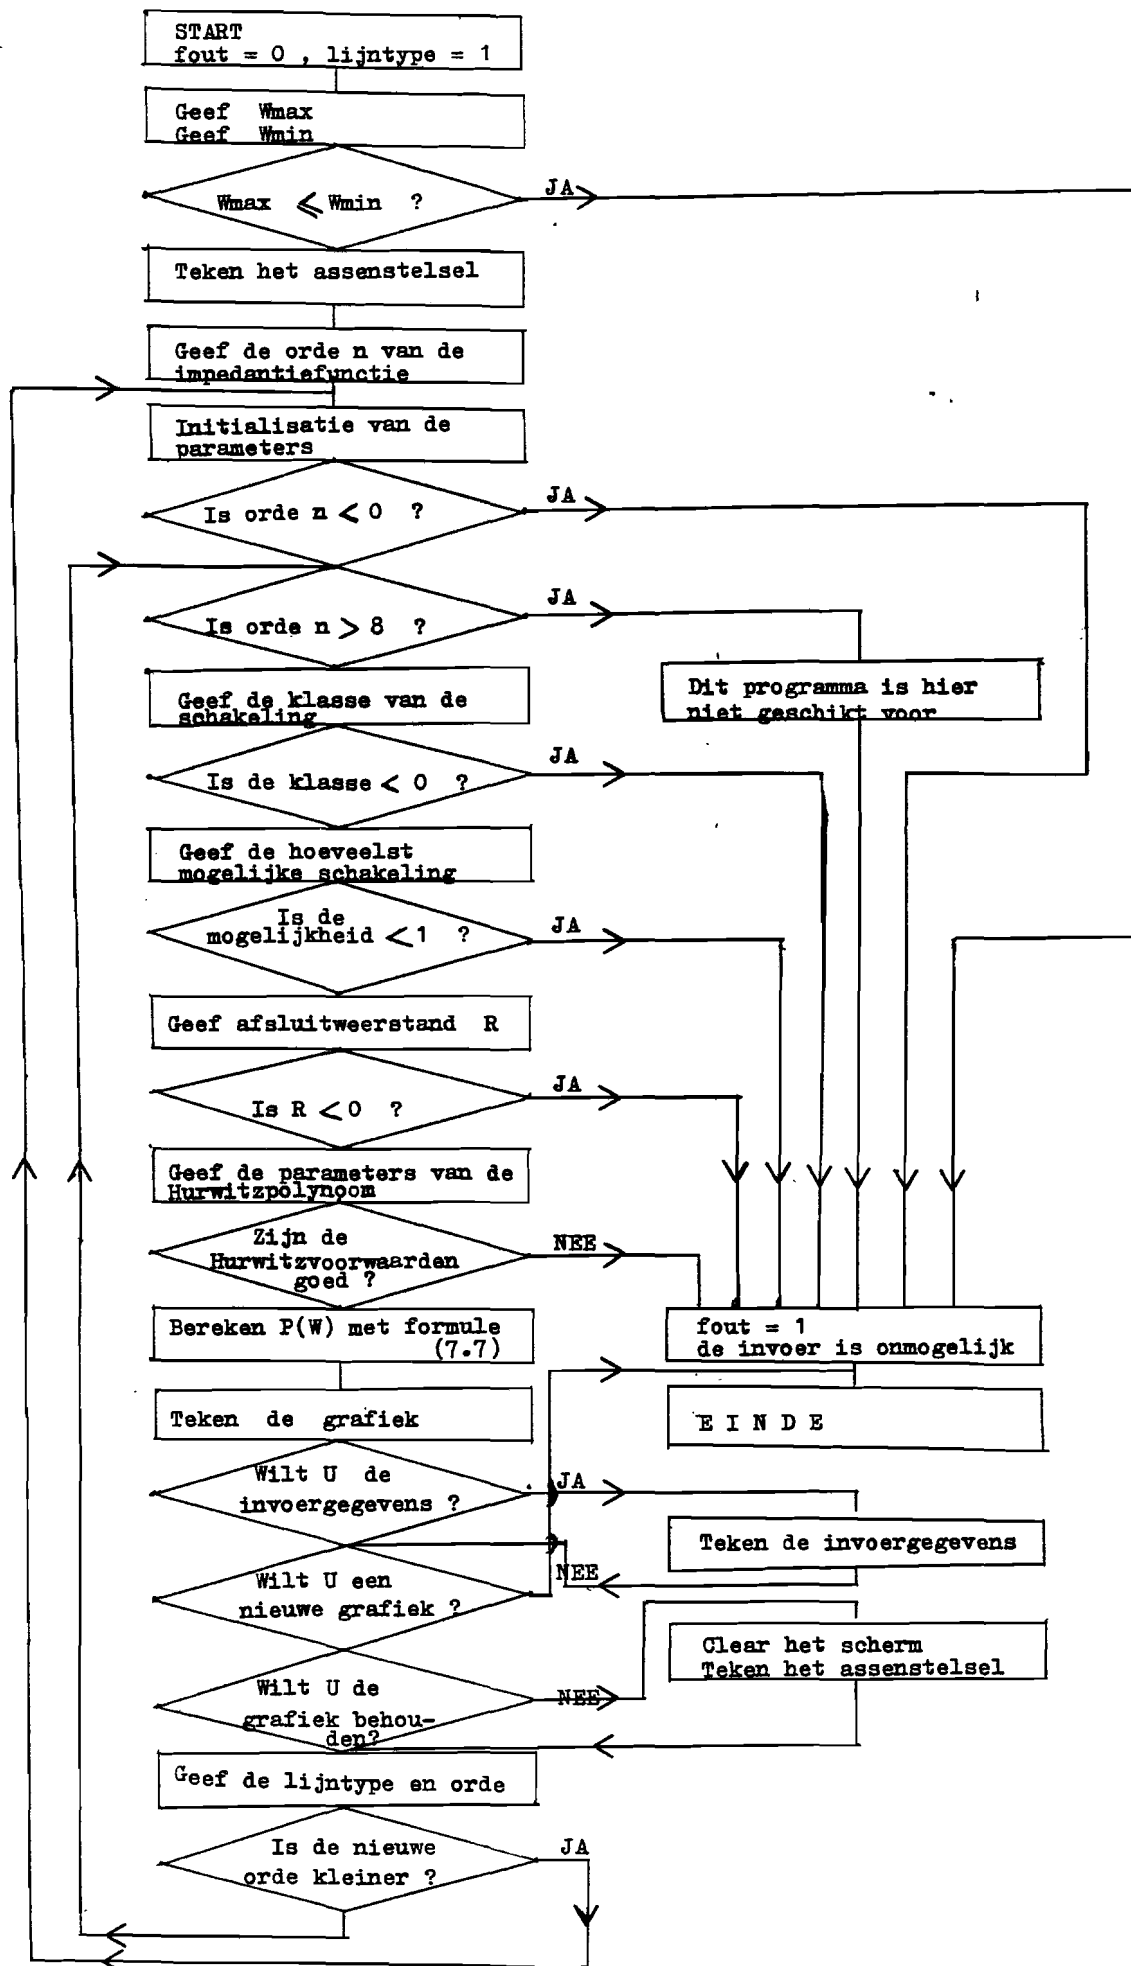 START
fout = 0 , lijntype = 1
Geef Wmax
Geef Wmin
Wmax ⩽ Wmin ?
JA
Teken het assenstelsel
Geef de orde n van de
impedantiefunctie
Initialisatie van de
parameters
Is orde n < 0 ?
JA
Is orde n > 8 ?
JA
Dit programma is hier
niet geschikt voor
Geef de klasse van de
schakeling
Is de klasse < 0 ?
JA
Geef de hoeveelst
mogelijke schakeling
Is de
mogelijkheid < 1 ?
JA
Geef afsluitweerstand R
Is R < 0 ?
JA
Geef de parameters van de
Hurwitzpolynoom
Zijn de
Hurwitzvoorwaarden
goed ?
NEE
fout = 1
de invoer is onmogelijk
Bereken P(W) met formule
(7.7)
Teken de grafiek
E I N D E
Wilt U de
invoergegevens ?
JA
Teken de invoergegevens
Wilt U een
nieuwe grafiek ?
NEE
Clear het scherm
Teken het assenstelsel
Wilt U de
grafiek behou-
den?
NEE
Geef de lijntype en orde
Is de nieuwe
orde kleiner ?
JA